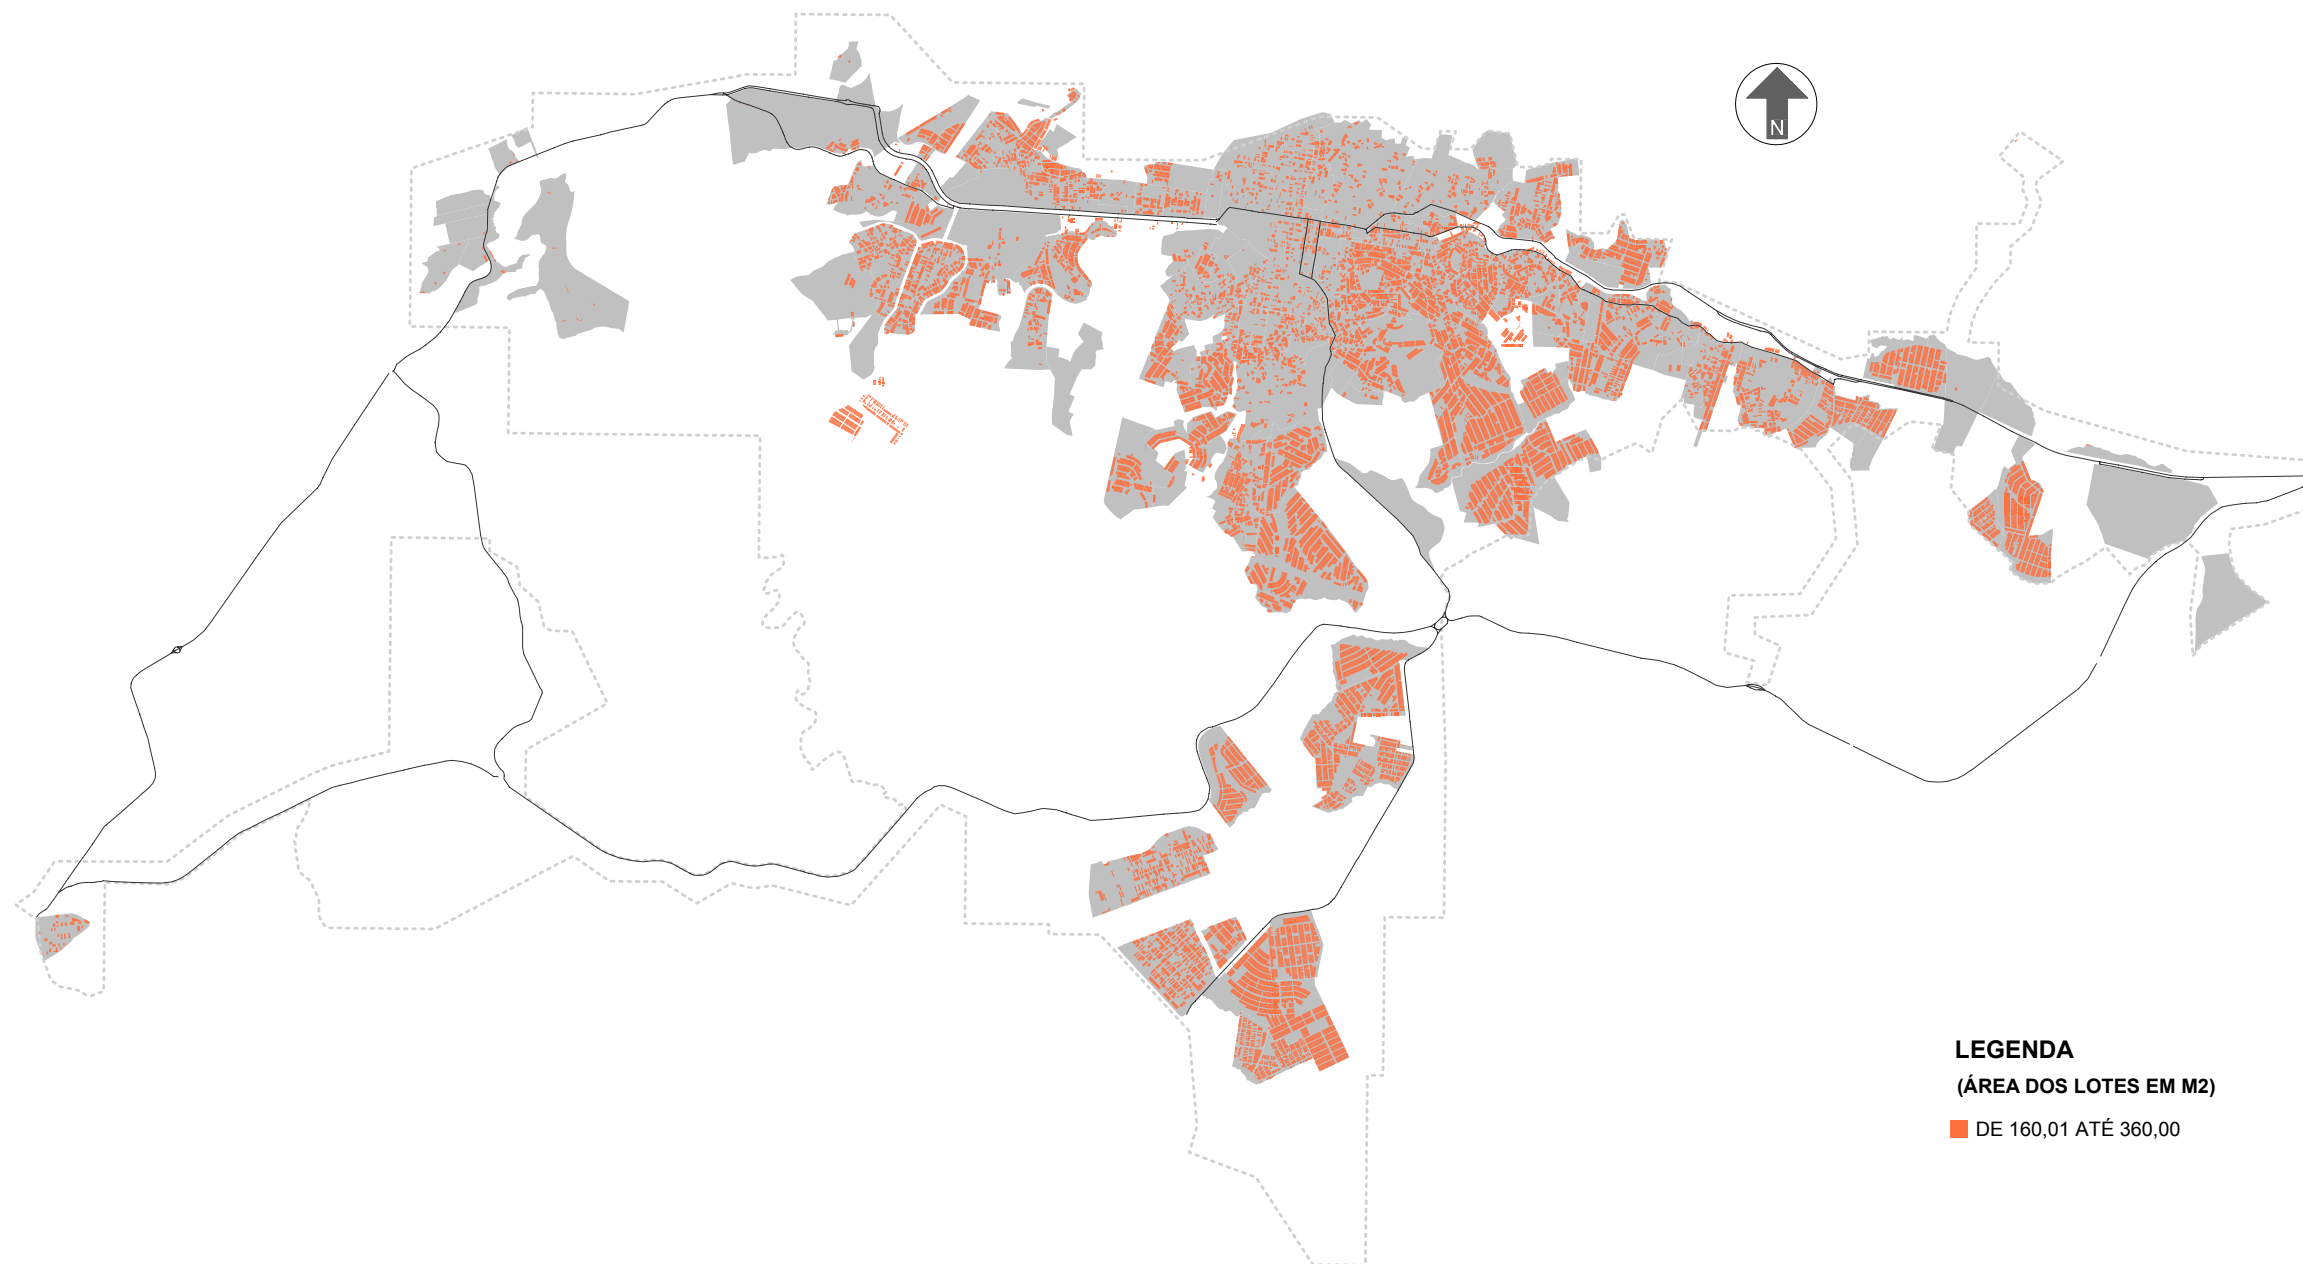 N
LEGENDA
(ÁREA DOS LOTES EM M2)
DE 160,01 ATÉ 360,00